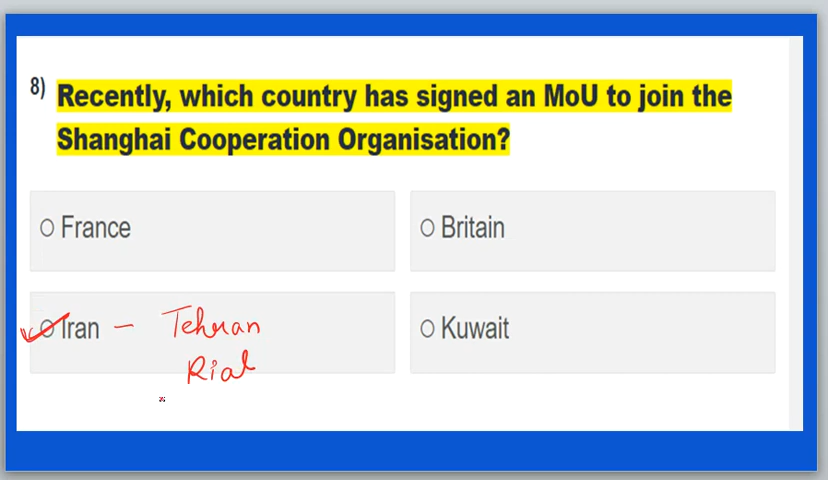 8) Recently, which country has signed an MoU to join the
Shanghai Cooperation Organisation?
France
Britain
Iran – Tehran
Rial
Kuwait